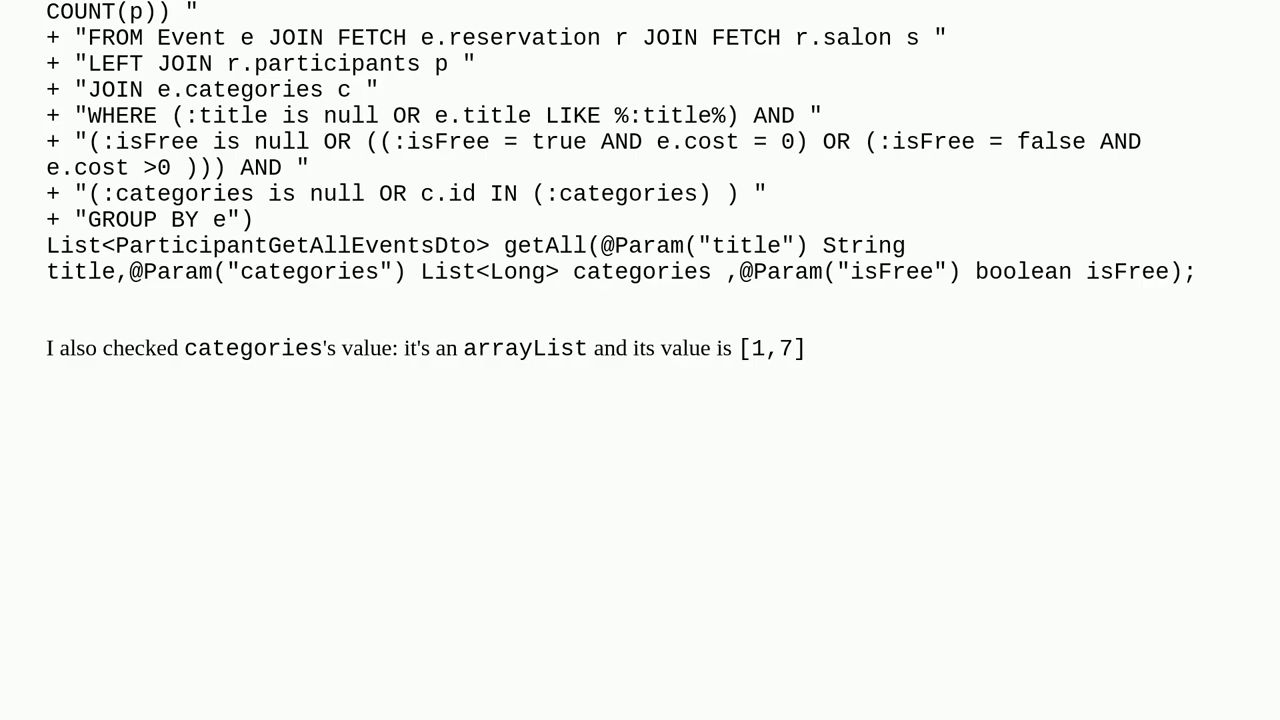 COUNT(p)) "
+ "FROM Event e JOIN FETCH e.reservation r JOIN FETCH r.salon s "
+ "LEFT JOIN r.participants p "
+ "JOIN e.categories c "
+ "WHERE (:title is null OR e.title LIKE %:title%) AND "
+ "(:isFree is null OR ((:isFree = true AND e.cost = 0) OR (:isFree = false AND
e.cost >0 ))) AND "
+ "(:categories is null OR c.id IN (:categories) ) "
+ "GROUP BY e")
List<ParticipantGetAllEventsDto> getAll(@Param("title") String
title,@Param("categories") List<Long> categories ,@Param("isFree") boolean isFree);
I also checked categories's value: it's an arrayList and its value is [1,7]